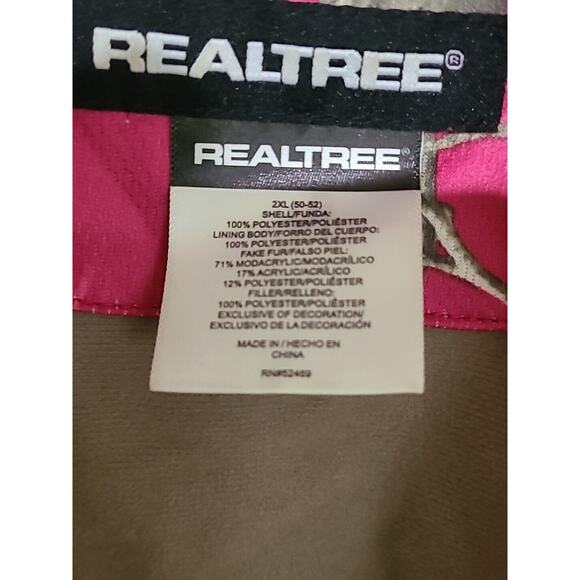 REALTREE®
REALTREE®
2XL (50-52)
SHELL/FUNDA:
100% POLYESTER/POLIÉSTER
LINING BODY/FORRO DEL CUERPO:
100% POLYESTER/POLIÉSTER
FAKE FUR/FALSO PIEL:
71% MODACRYLIC/MODACRÍLICO
17% ACRYLIC/ACRÍLICO
12% POLYESTER/POLIÉSTER
FILLER/RELLENO:
100% POLYESTER/POLIÉSTER
EXCLUSIVE OF DECORATION/
EXCLUSIVO DE LA DECORACIÓN
MADE IN / HECHO EN
CHINA
RN#52469